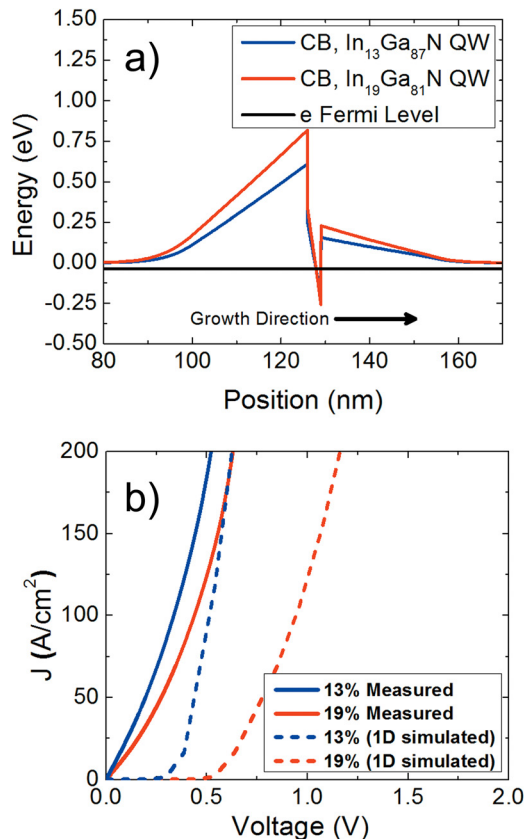 a)
CB, In₁₃Ga₈₇N QW
CB, In₁₉Ga₈₁N QW
e Fermi Level
Energy (eV)
1.50
1.25
1.00
0.75
0.50
0.25
0.00
-0.25
-0.50
Growth Direction
80 100 120 140 160
Position (nm)
b)
J (A/cm²)
200
150
100
50
0
13% Measured
19% Measured
13% (1D simulated)
19% (1D simulated)
0.0 0.5 1.0 1.5 2.0
Voltage (V)